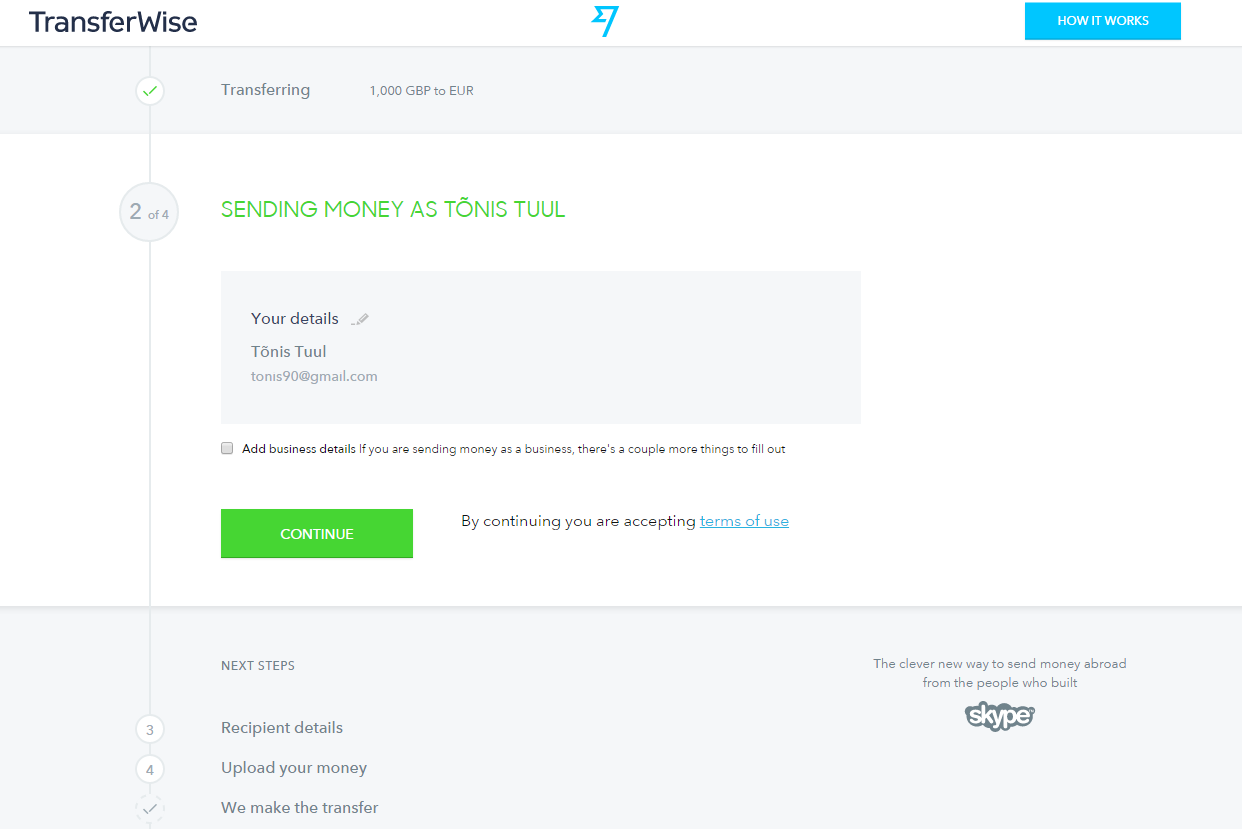 TransferWise
HOW IT WORKS
Transferring 1,000 GBP to EUR
2 of 4
SENDING MONEY AS TÕNIS TUUL
Your details
Tõnis Tuul
tonis90@gmail.com
Add business details If you are sending money as a business, there's a couple more things to fill out
CONTINUE By continuing you are accepting terms of use
NEXT STEPS
The clever new way to send money abroad
from the people who built
skype™
3 Recipient details
4 Upload your money
We make the transfer